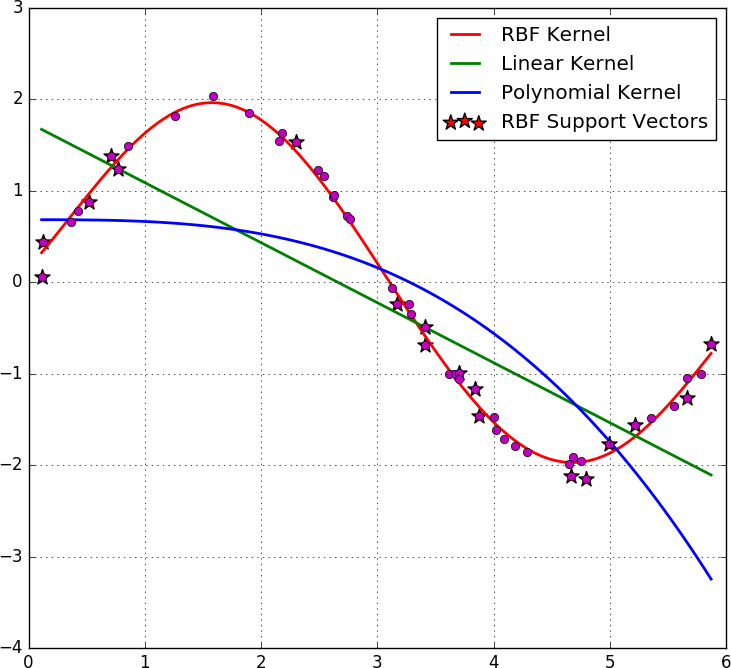 RBF Kernel
Linear Kernel
Polynomial Kernel
RBF Support Vectors
3
2
1
0
−1
−2
−3
−4
0 1 2 3 4 5 6